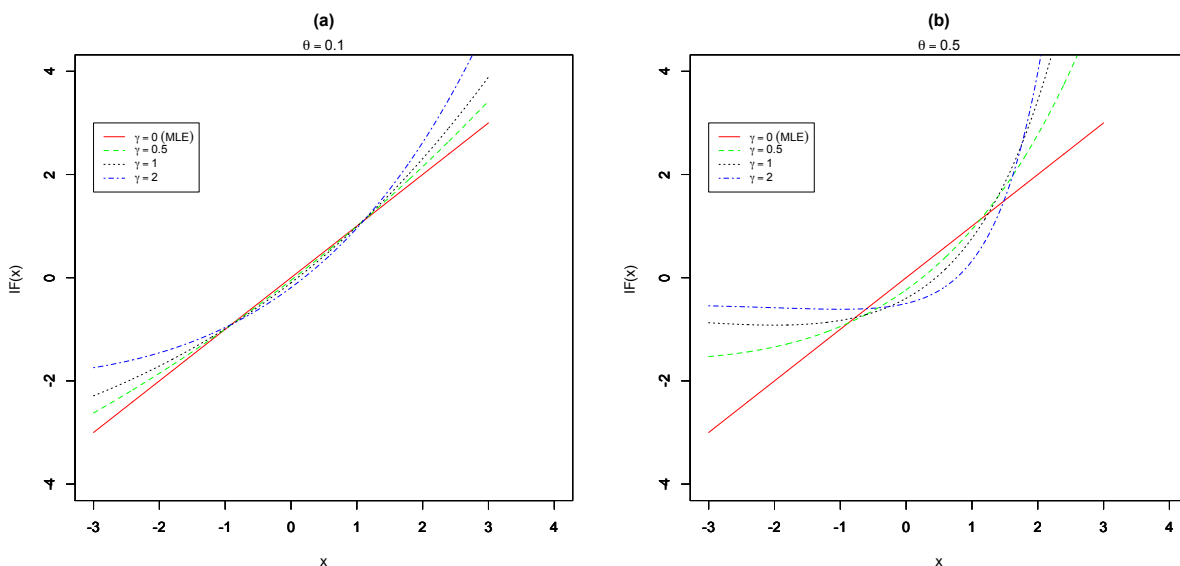 (a)
θ = 0.1
IF(x)
4
2
0
-2
-4
γ = 0 (MLE)
γ = 0.5
γ = 1
γ = 2
-3 -2 -1 0 1 2 3 4
x
(b)
θ = 0.5
IF(x)
4
2
0
-2
-4
γ = 0 (MLE)
γ = 0.5
γ = 1
γ = 2
-3 -2 -1 0 1 2 3 4
x